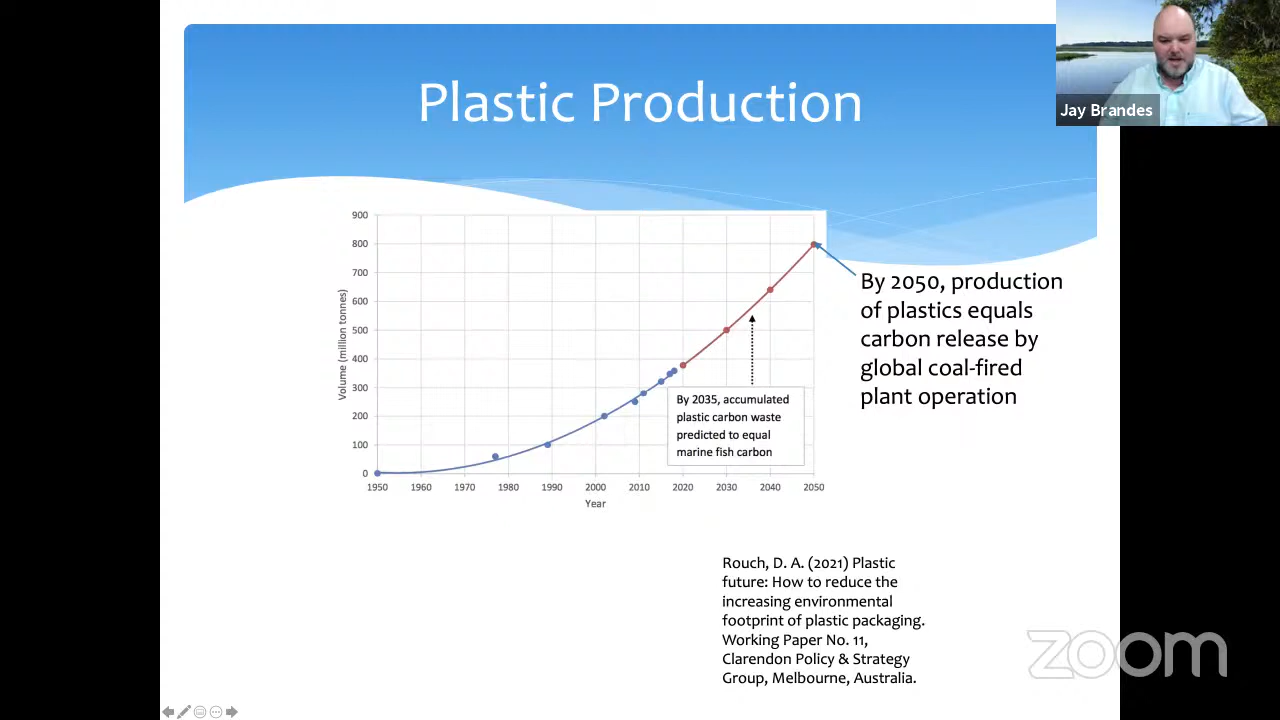 Plastic Production
Jay Brandes
900
800
700
600
500
400
300
200
100
0
Volume (million tonnes)
1950 1960 1970 1980 1990 2000 2010 2020 2030 2040 2050
Year
By 2035, accumulated
plastic carbon waste
predicted to equal
marine fish carbon
By 2050, production
of plastics equals
carbon release by
global coal-fired
plant operation
Rouch, D. A. (2021) Plastic
future: How to reduce the
increasing environmental
footprint of plastic packaging.
Working Paper No. 11,
Clarendon Policy & Strategy
Group, Melbourne, Australia.
zoom